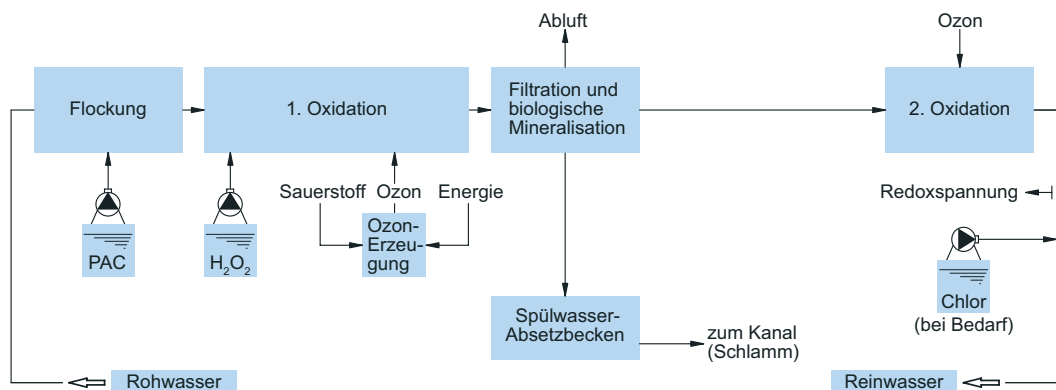 Abluft
Ozon
Flockung
1. Oxidation
Filtration und
biologische
Mineralisation
2. Oxidation
Sauerstoff
Ozon
Energie
Redoxspannung
PAC
H₂O₂
Ozon-
Erzeu-
gung
Chlor
(bei Bedarf)
Spülwasser-
Absetzbecken
zum Kanal
(Schlamm)
Rohwasser
Reinwasser